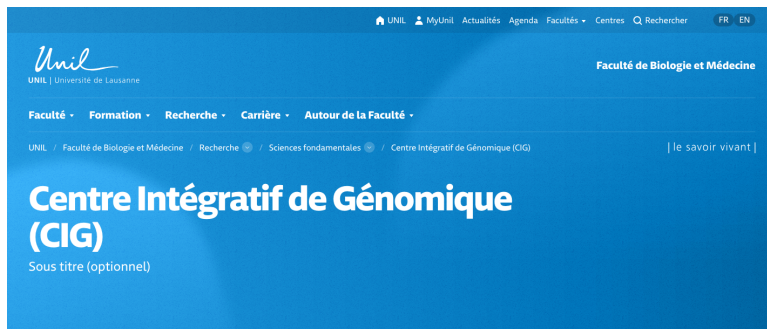 UNIL MyUnil Actualités Agenda Facultés Centres Rechercher FR EN
Unil
UNIL | Université de Lausanne
Faculté de Biologie et Médecine
Faculté Formation Recherche Carrière Autour de la Faculté
UNIL / Faculté de Biologie et Médecine / Recherche / Sciences fondamentales / Centre Intégratif de Génomique (CIG)
| le savoir vivant |
Centre Intégratif de Génomique
(CIG)
Sous titre (optionnel)